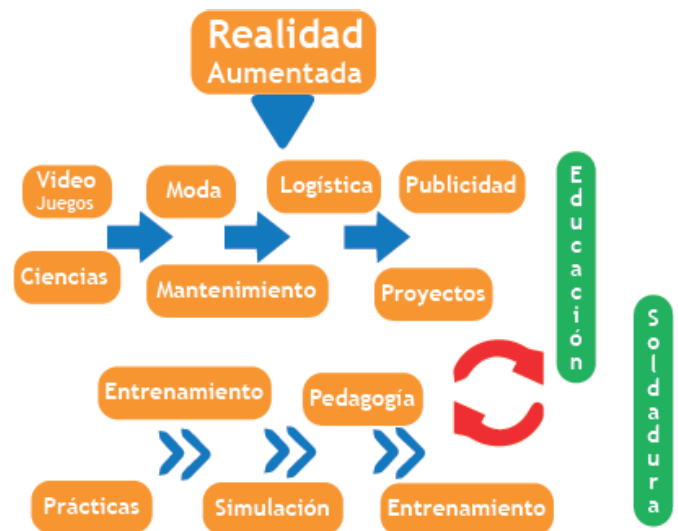 Realidad
Aumentada
Video
Juegos
Moda
Logística
Publicidad
Ciencias
Mantenimiento
Proyectos
Educación
Soldadura
Entrenamiento
Pedagogía
Prácticas
Simulación
Entrenamiento